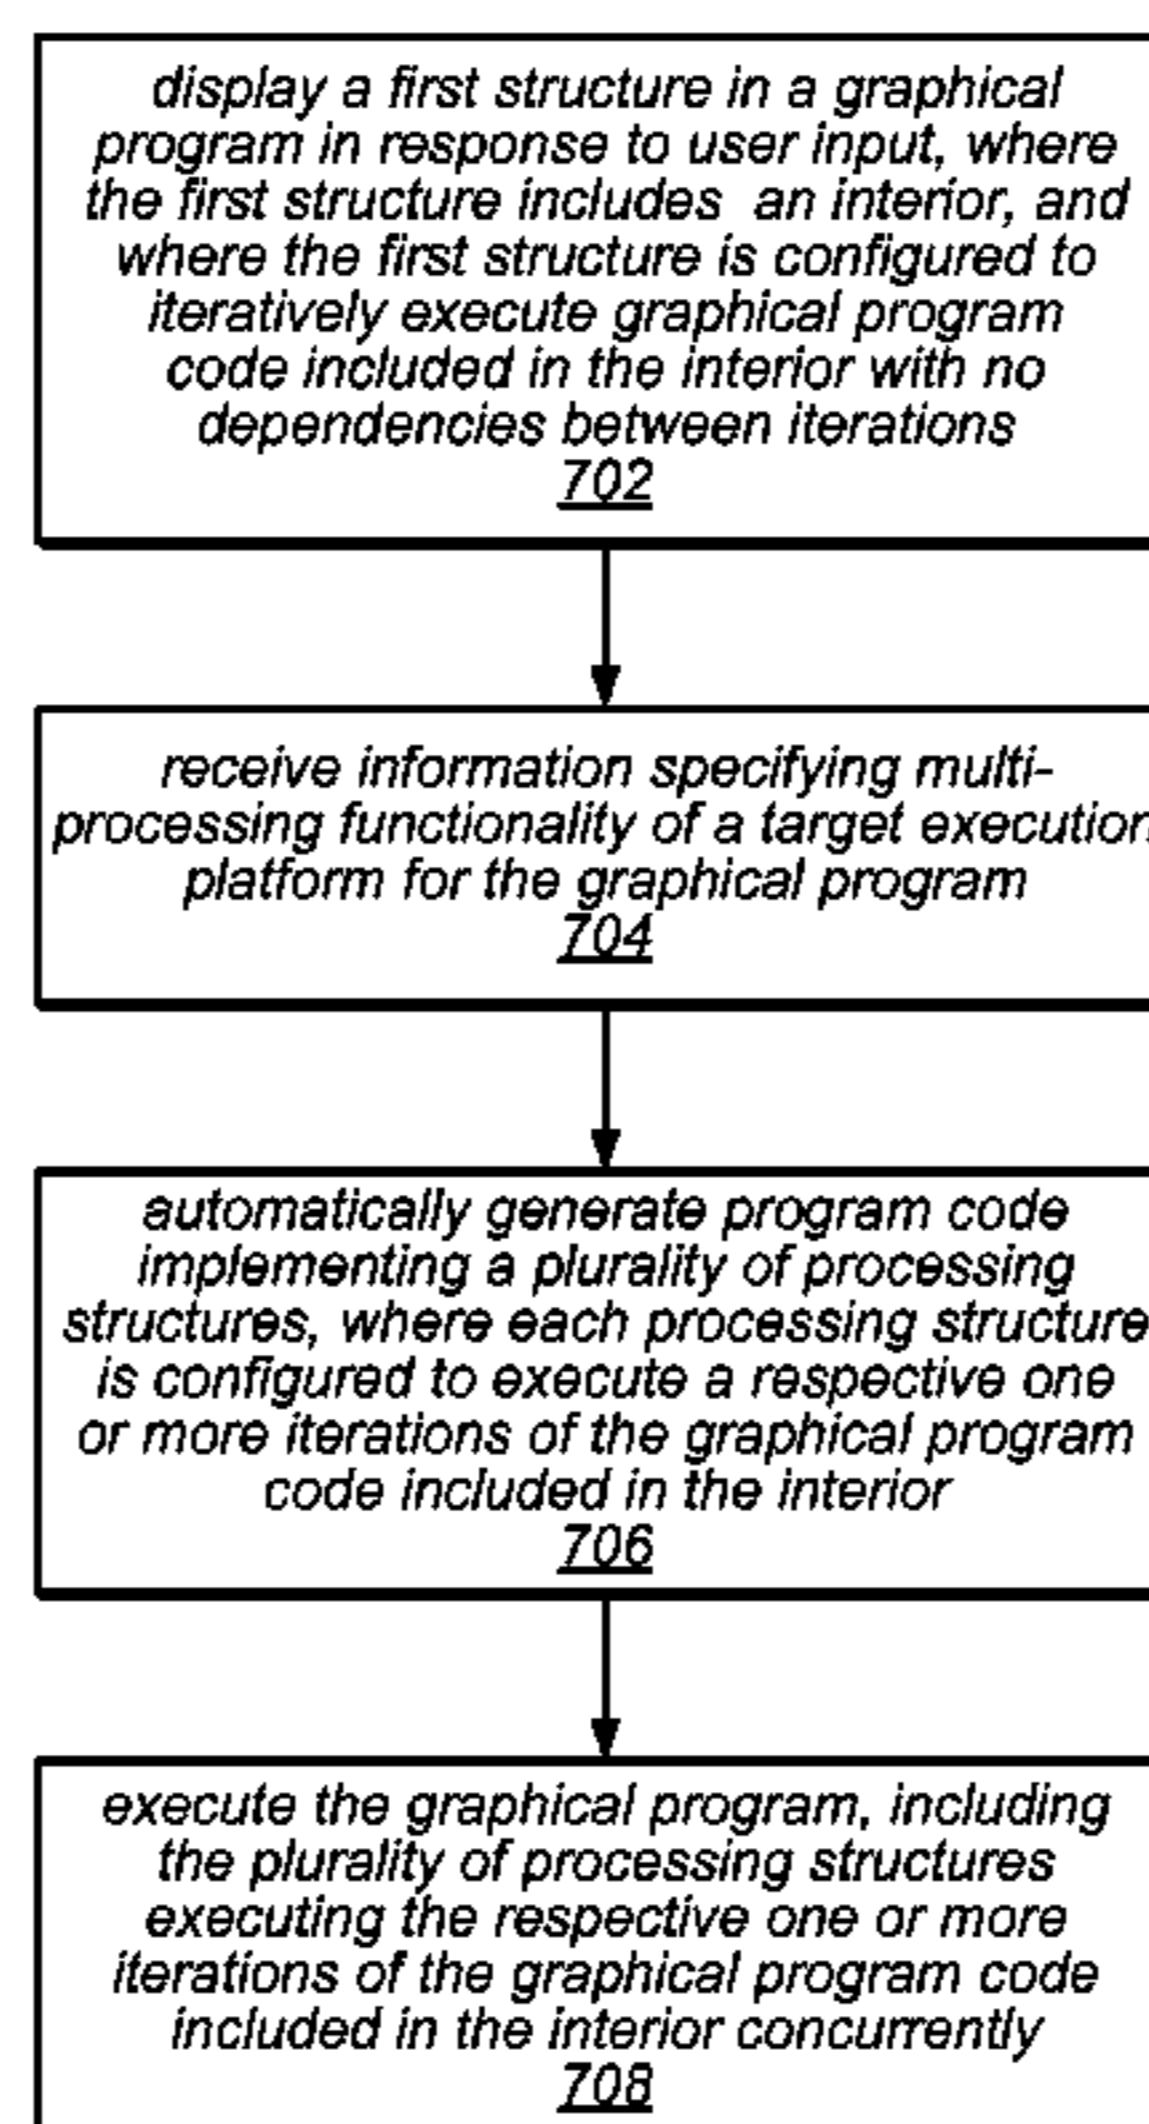 display a first structure in a graphical
program in response to user input, where
the first structure includes an interior, and
where the first structure is configured to
iteratively execute graphical program
code included in the interior with no
dependencies between iterations
702
receive information specifying multi-
processing functionality of a target execution
platform for the graphical program
704
automatically generate program code
implementing a plurality of processing
structures, where each processing structure
is configured to execute a respective one
or more iterations of the graphical program
code included in the interior
706
execute the graphical program, including
the plurality of processing structures
executing the respective one or more
iterations of the graphical program code
included in the interior concurrently
708